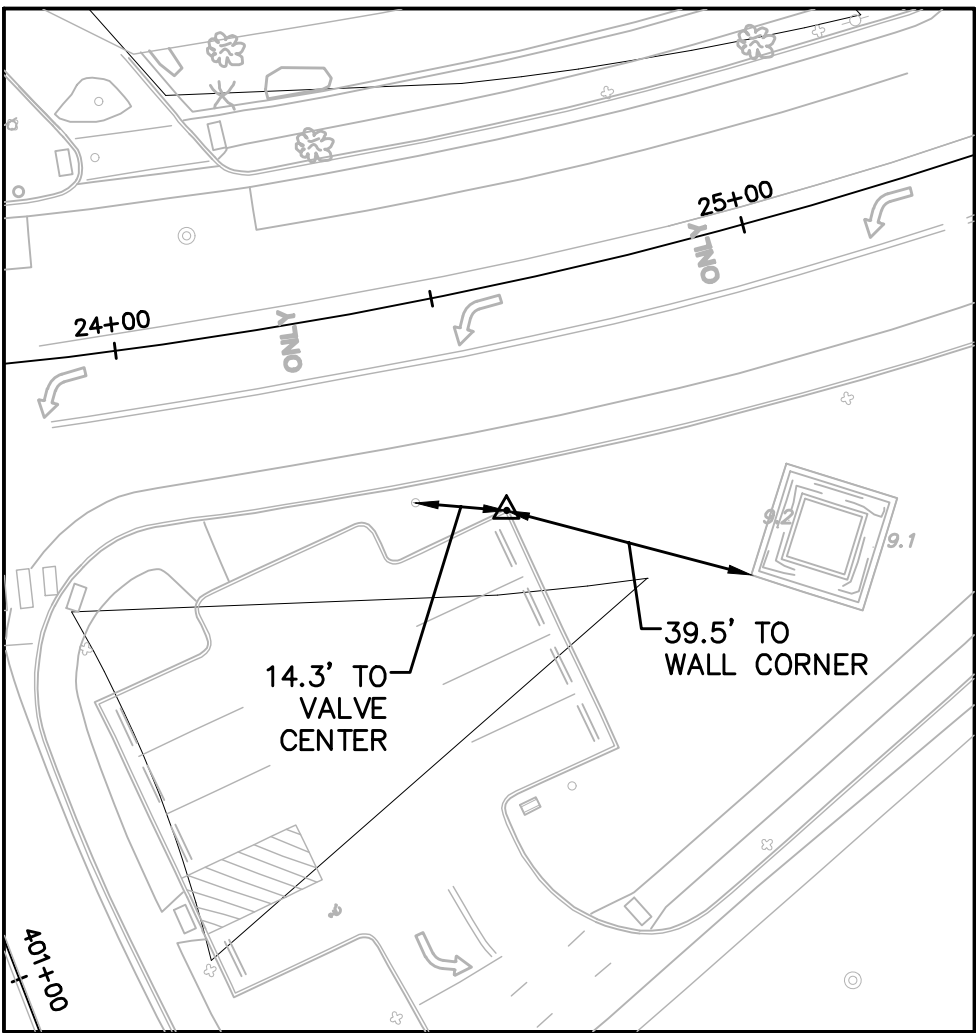 25+00
ONLY
24+00
ONLY
9.2
9.1
39.5' TO
WALL CORNER
14.3' TO
VALVE
CENTER
401+00